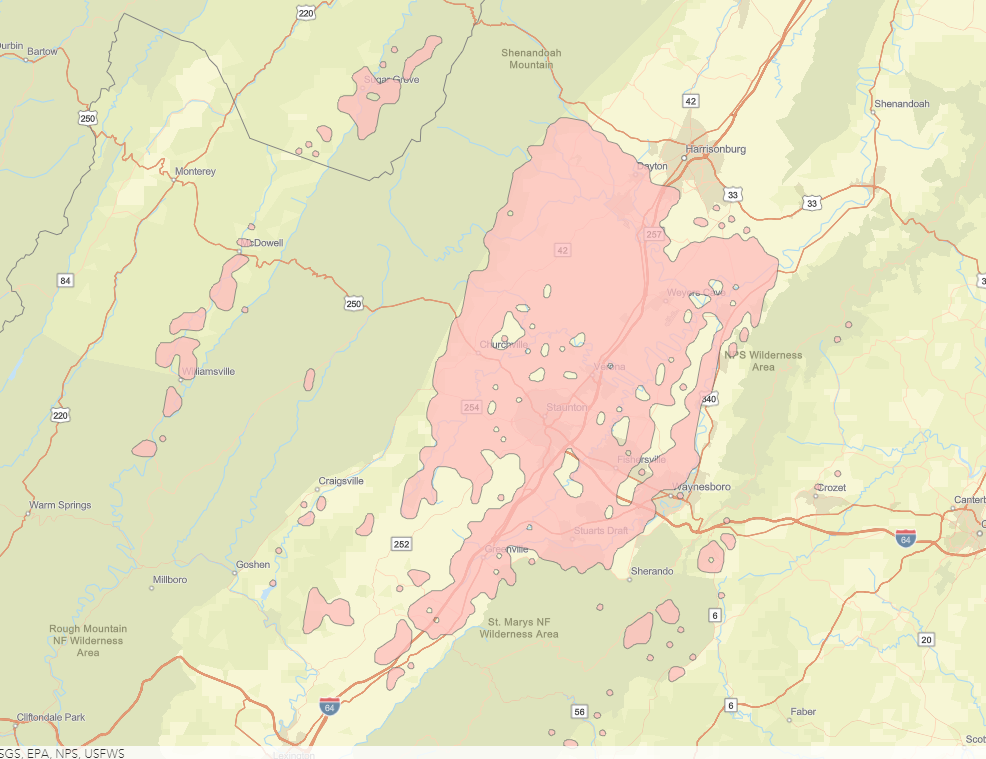 220
Shenandoah
Mountain
Bartow
Sugar Grove
42
Shenandoah
250
Dayton
Harrisonburg
Monterey
33
33
257
McDowell
42
84
Weyers Cave
250
Churchville
NPS Wilderness
Area
Verona
Williamsville
340
254
Staunton
220
Fishersville
Craigsville
Waynesboro
Crozet
Warm Springs
Stuarts Draft
64
252
Greenville
Goshen
Sherando
Millboro
6
St. Marys NF
Wilderness Area
Rough Mountain
NF Wilderness
Area
20
64
6
56
Faber
Cliftondale Park
Lexington
SGS, EPA, NPS, USFWS